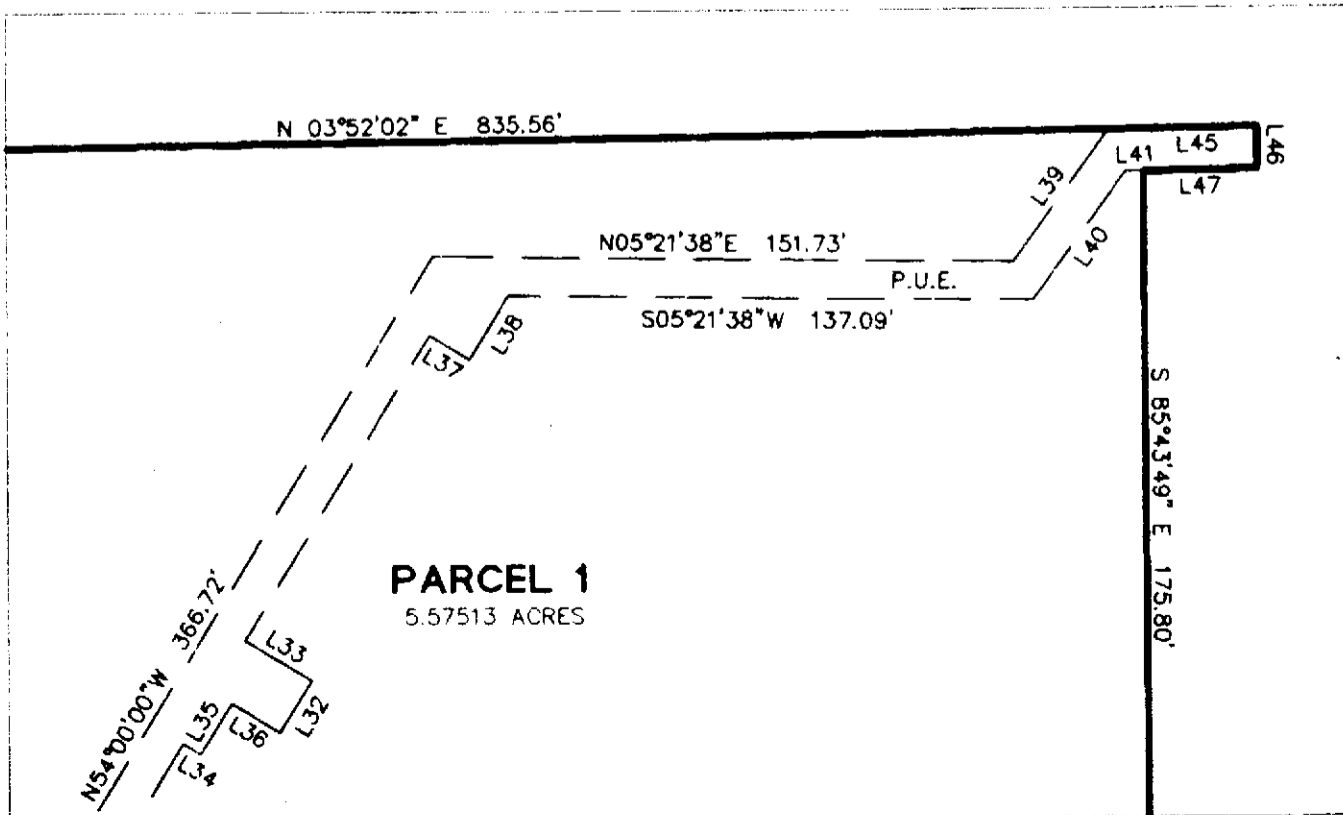 N 03°52'02" E 835.56'
L46
L45
L41
L47
L39
L40
N05°21'38"E 151.73'
P.U.E.
S05°21'38"W 137.09'
L38
L37
S 85°43'49" E 175.80'
PARCEL 1
5.57513 ACRES
N54°00'00"W 366.72'
L33
L32
L35
L36
L34